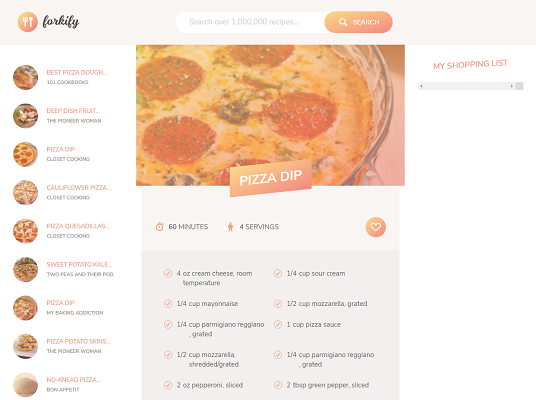 forkify
Search over 1,000,000 recipes...
SEARCH
BEST PIZZA DOUGH...
101 COOKBOOKS
DEEP DISH FRUIT...
THE PIONEER WOMAN
PIZZA DIP
CLOSET COOKING
CAULIFLOWER PIZZA...
CLOSET COOKING
PIZZA QUESADILLAS...
CLOSET COOKING
SWEET POTATO KALE...
TWO PEAS AND THEIR POD
PIZZA DIP
MY BAKING ADDICTION
PIZZA POTATO SKINS...
THE PIONEER WOMAN
NO-KNEAD PIZZA...
BON APPETIT
PIZZA DIP
60 MINUTES
4 SERVINGS
4 oz cream cheese, room
temperature
1/4 cup sour cream
1/4 cup mayonnaise
1/2 cup mozzarella, grated
1/4 cup parmigiano reggiano
, grated
1 cup pizza sauce
1/2 cup mozzarella,
shredded/grated
1/4 cup parmigiano reggiano
, grated
2 oz pepperoni, sliced
2 tbsp green pepper, sliced
MY SHOPPING LIST